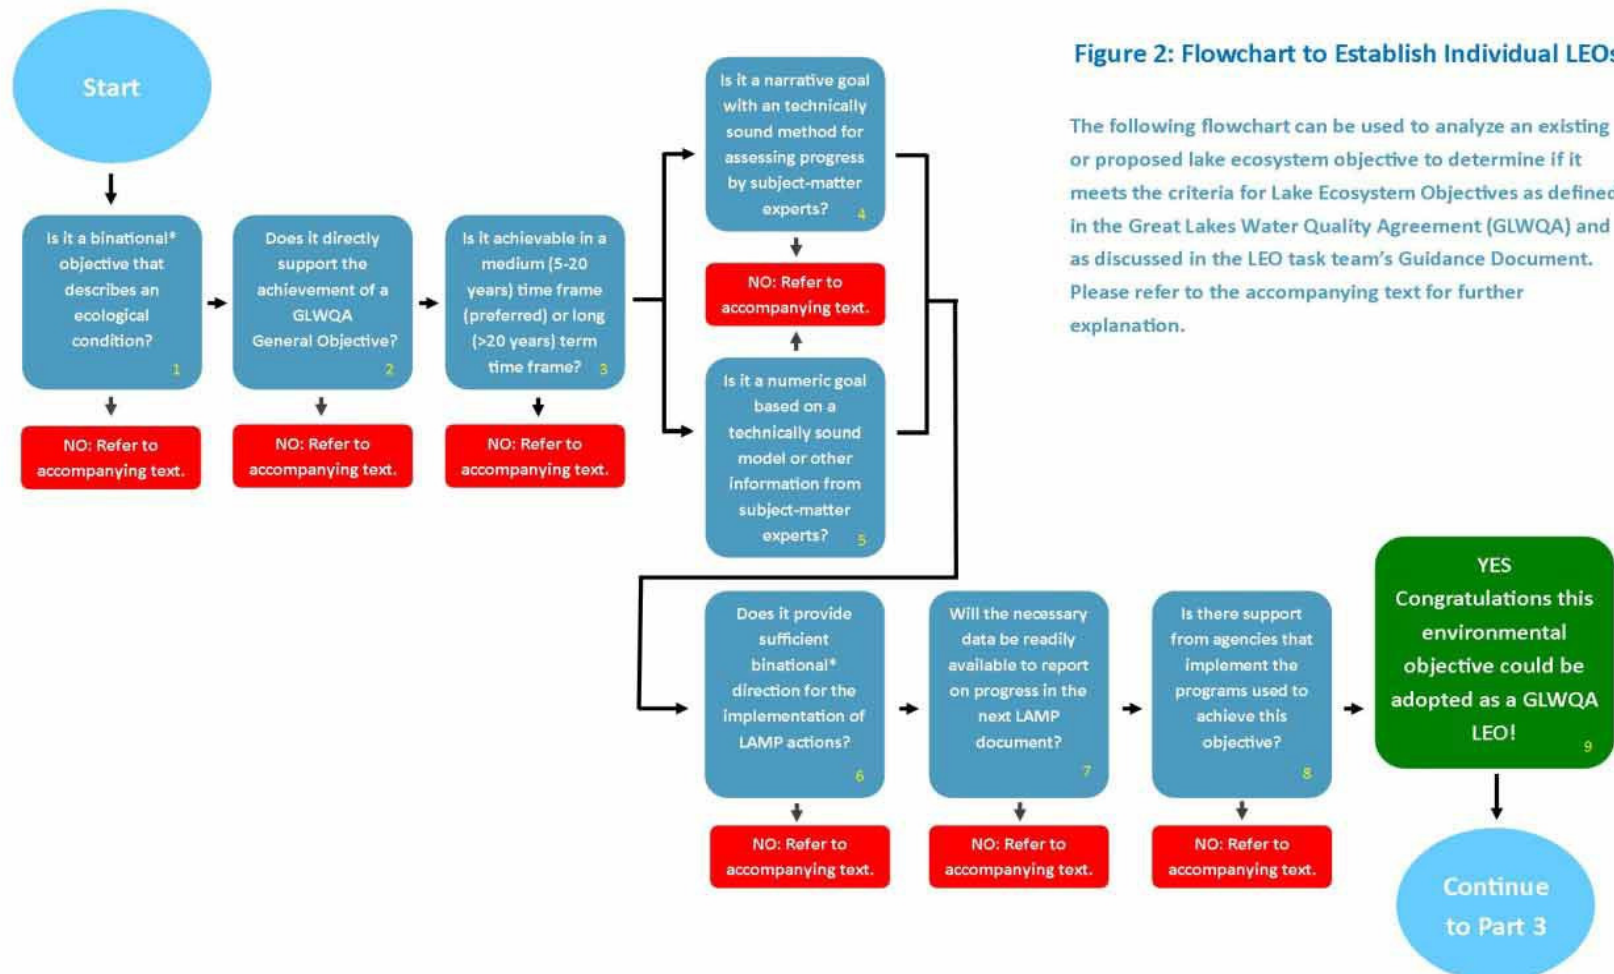 Figure 2: Flowchart to Establish Individual LEOs
The following flowchart can be used to analyze an existing
or proposed lake ecosystem objective to determine if it
meets the criteria for Lake Ecosystem Objectives as defined
in the Great Lakes Water Quality Agreement (GLWQA) and
as discussed in the LEO task team's Guidance Document.
Please refer to the accompanying text for further
explanation.
Start
Is it a binational*
objective that
describes an
ecological
condition?
1
NO: Refer to
accompanying text.
Does it directly
support the
achievement of a
GLWQA
General Objective?
2
NO: Refer to
accompanying text.
Is it achievable in a
medium (5-20
years) time frame
(preferred) or long
(>20 years) term
time frame?
3
NO: Refer to
accompanying text.
Is it a narrative goal
with an technically
sound method for
assessing progress
by subject-matter
experts?
4
NO: Refer to
accompanying text.
Is it a numeric goal
based on a
technically sound
model or other
information from
subject-matter
experts?
5
Does it provide
sufficient
binational*
direction for the
implementation of
LAMP actions?
6
NO: Refer to
accompanying text.
Will the necessary
data be readily
available to report
on progress in the
next LAMP
document?
7
NO: Refer to
accompanying text.
Is there support
from agencies that
implement the
programs used to
achieve this
objective?
8
NO: Refer to
accompanying text.
YES
Congratulations this
environmental
objective could be
adopted as a GLWQA
LEO!
9
Continue
to Part 3